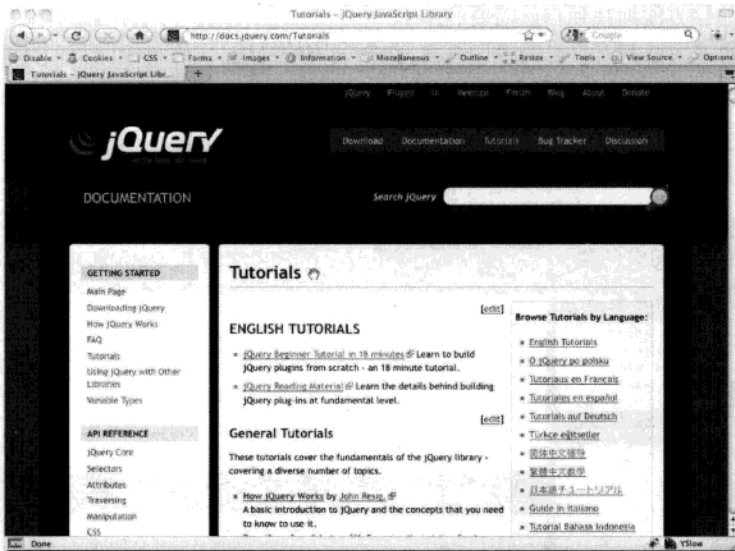 Tutorials – jQuery JavaScript Library
http://docs.jquery.com/Tutorials
Google
Disable
Cookies
CSS
Forms
Images
Information
Miscellaneous
Outline
Resize
Tools
View Source
Options
Tutorials – jQuery JavaScript Libr...
jQuery
Plugins
UI
Meetups
Forum
Blog
About
Donate
jQuery
Download
Documentation
Tutorials
Bug Tracker
Discussion
DOCUMENTATION
Search jQuery
GETTING STARTED
Main Page
Downloading jQuery
How jQuery Works
FAQ
Tutorials
Using jQuery with Other
Libraries
Variable Types
API REFERENCE
jQuery Core
Selectors
Attributes
Traversing
Manipulation
CSS
Tutorials
[edit]
ENGLISH TUTORIALS
jQuery Beginner Tutorial in 18 minutes Learn to build
jQuery plugins from scratch - an 18 minute tutorial.
jQuery Reading Material Learn the details behind building
jQuery plug-ins at fundamental level.
[edit]
General Tutorials
These tutorials cover the fundamentals of the jQuery library -
covering a diverse number of topics.
How jQuery Works by John Resig.
A basic introduction to jQuery and the concepts that you need
to know to use it.
Browse Tutorials by Language:
English Tutorials
O jQuery po polsku
Tutoriaux en Français
Tutoriales en español
Tutorials auf Deutsch
Türkçe eğitseller
简体中文辅导
繁體中文教學
日本語チュートリアル
Guide in Italiano
Tutorial Bahasa Indonesia
Done
YSlow